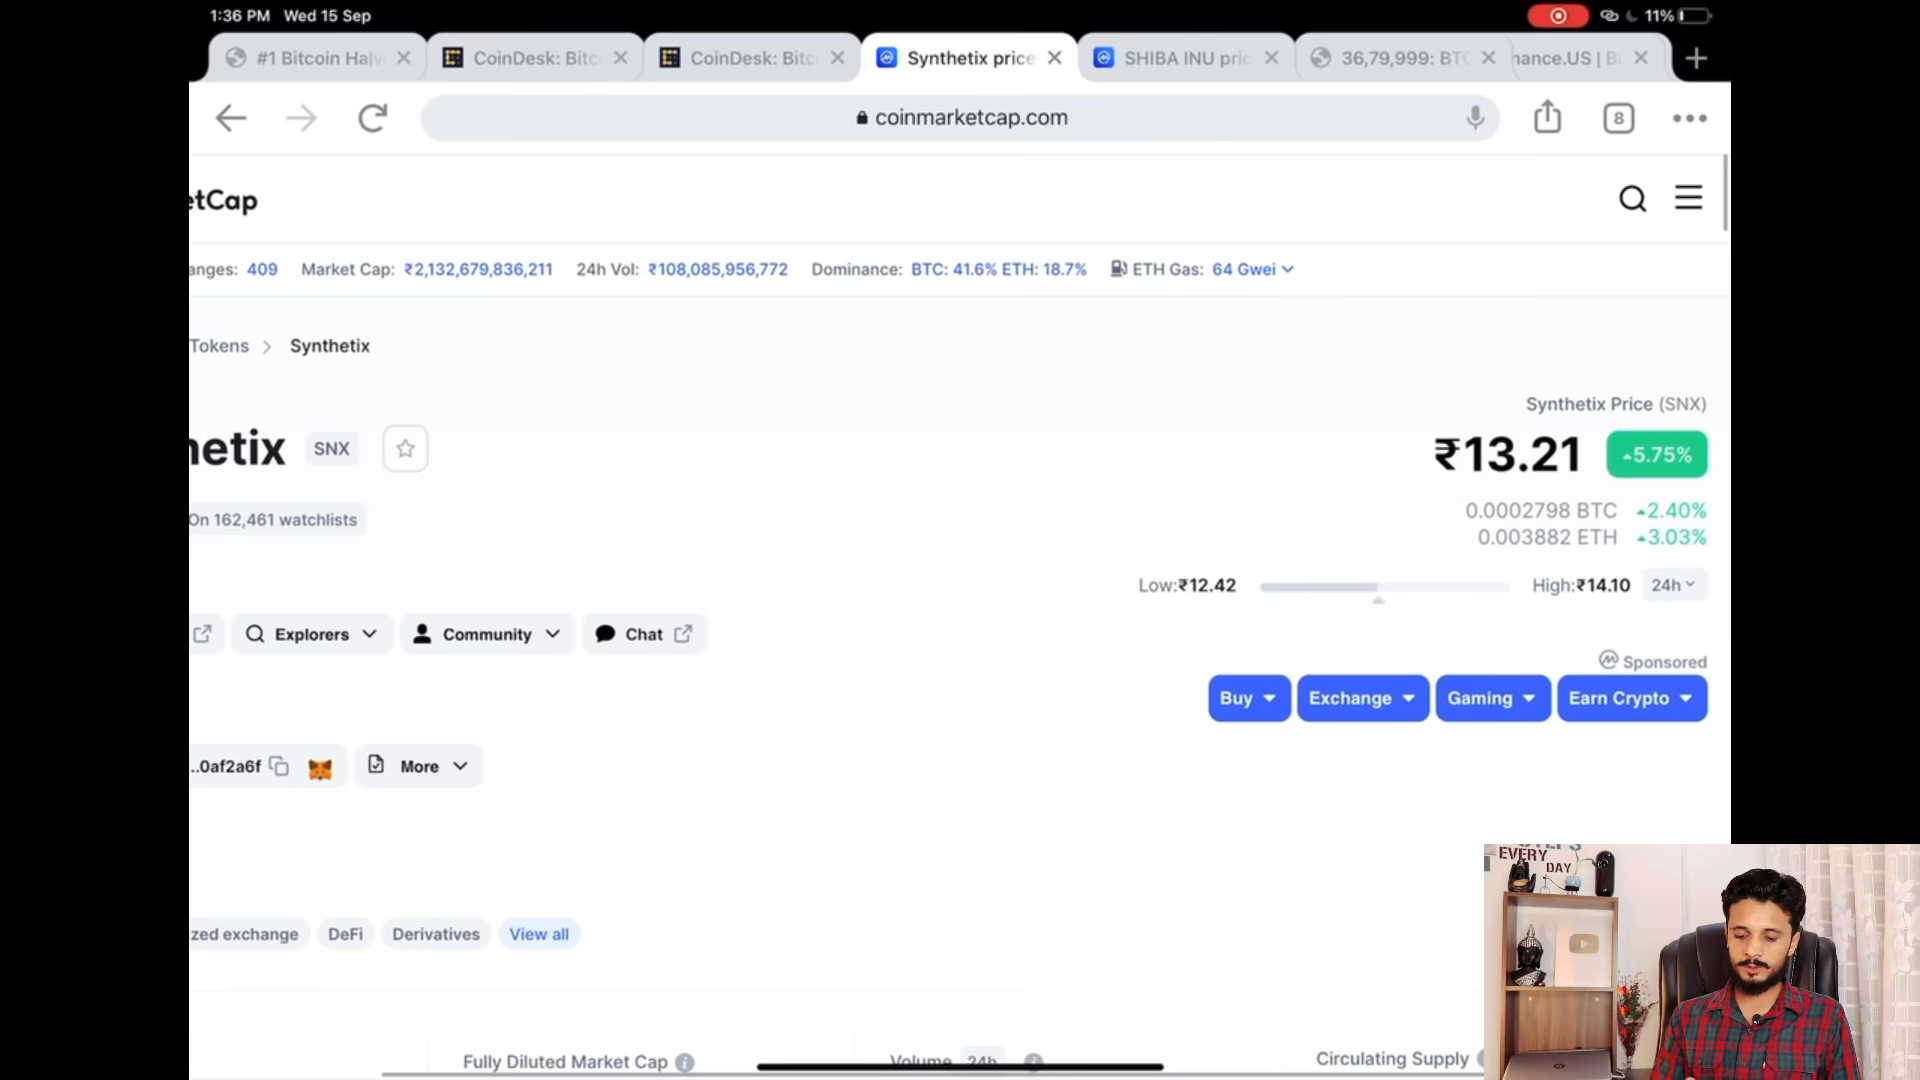 1:36 PM Wed 15 Sep
11%
#1 Bitcoin Halv
CoinDesk: Bitc
CoinDesk: Bitc
Synthetix price
SHIBA INU pric
36,79,999: BTC
nance.US | B
coinmarketcap.com
8
etCap
anges: 409 Market Cap: ₹2,132,679,836,211 24h Vol: ₹108,085,956,772 Dominance: BTC: 41.6% ETH: 18.7% ETH Gas: 64 Gwei
Tokens > Synthetix
Synthetix Price (SNX)
netix SNX
₹13.21 5.75%
0.0002798 BTC 2.40%
On 162,461 watchlists
0.003882 ETH 3.03%
Low:₹12.42 High:₹14.10 24h
Explorers Community Chat
Sponsored
Buy Exchange Gaming Earn Crypto
..0af2a6f More
zed exchange DeFi Derivatives View all
Fully Diluted Market Cap Volume 24h Circulating Supply
EVERY
DAY